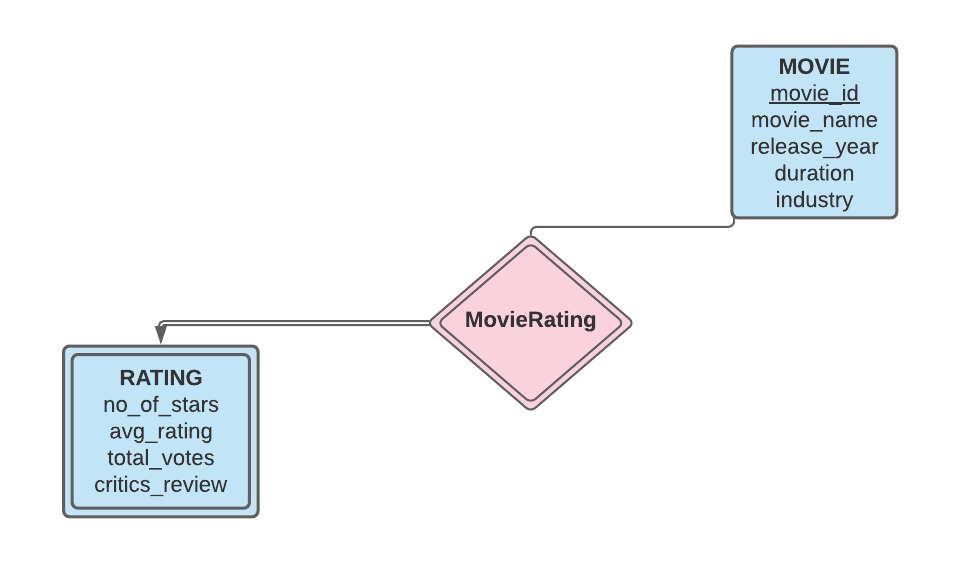 MOVIE
movie_id
movie_name
release_year
duration
industry
MovieRating
RATING
no_of_stars
avg_rating
total_votes
critics_review